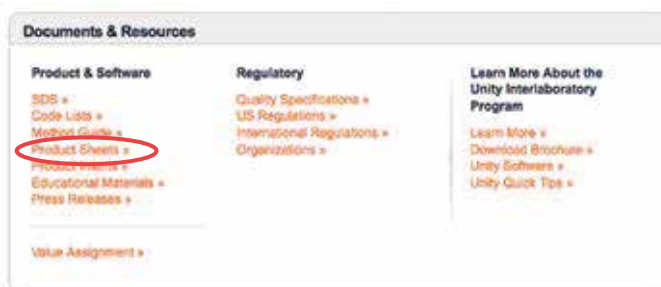 Documents & Resources
Product & Software
SDS »
Code Lists »
Method Guide »
Product Sheets »
Product Inserts »
Educational Materials »
Press Releases »
Value Assignment »
Regulatory
Quality Specifications »
US Regulations »
International Regulations »
Organizations »
Learn More About the
Unity Interlaboratory
Program
Learn More »
Download Brochure »
Unity Software »
Unity Quick Tips »